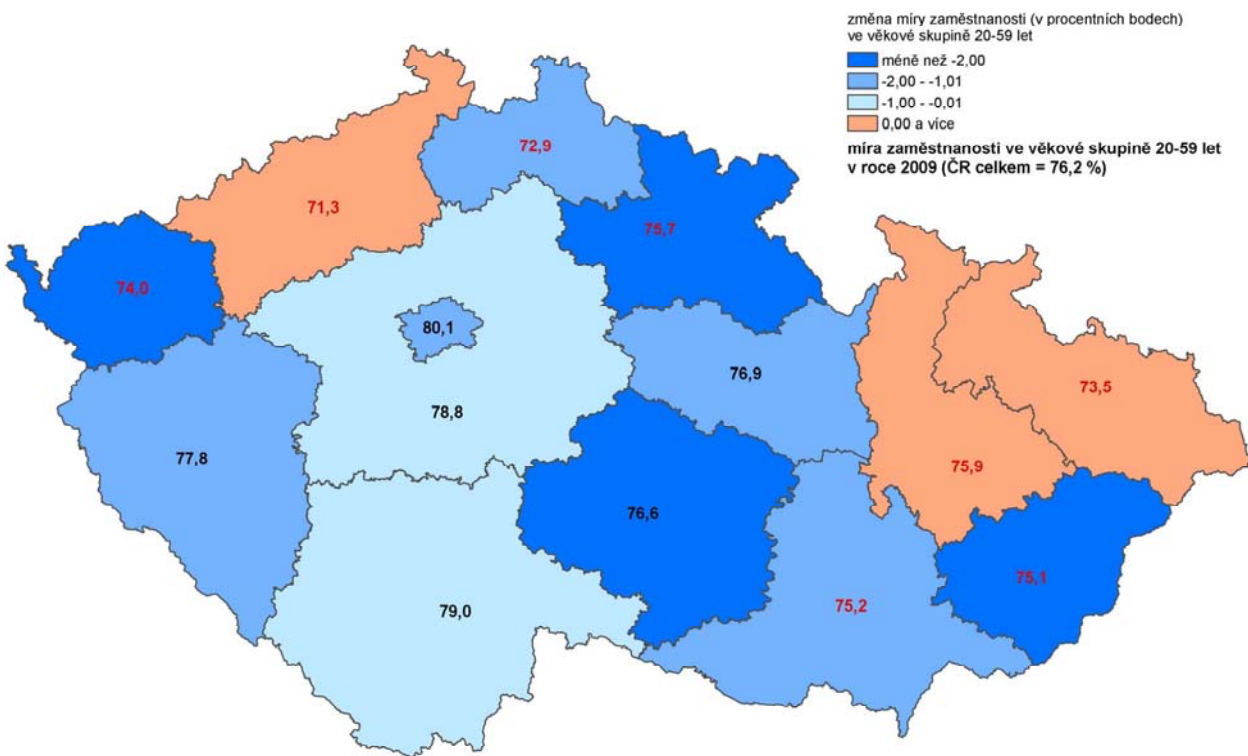 změna míry zaměstnanosti (v procentních bodech)
ve věkové skupině 20-59 let
méně než -2,00
-2,00 - -1,01
-1,00 - -0,01
0,00 a více
míra zaměstnanosti ve věkové skupině 20-59 let
v roce 2009 (ČR celkem = 76,2 %)
72,9
71,3
75,7
74,0
80,1
76,9
73,5
78,8
77,8
75,9
76,6
75,1
79,0
75,2